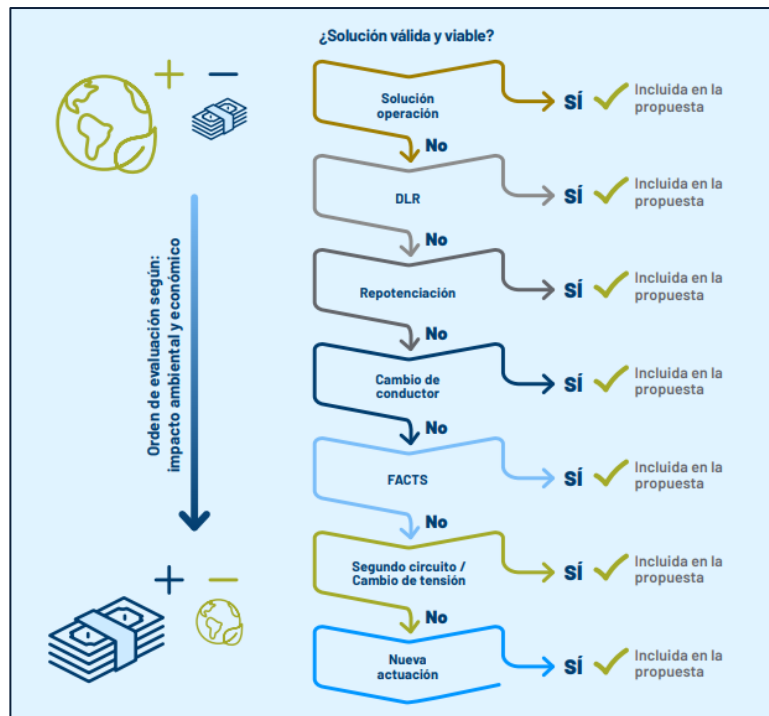 ¿Solución válida y viable?
+ −
Solución
operación
SÍ
Incluida en la
propuesta
No
DLR
SÍ
Incluida en la
propuesta
No
Orden de evaluación según:
impacto ambiental y económico
Repotenciación
SÍ
Incluida en la
propuesta
No
Cambio de
conductor
SÍ
Incluida en la
propuesta
No
FACTS
SÍ
Incluida en la
propuesta
No
+ −
Segundo circuito /
Cambio de tensión
SÍ
Incluida en la
propuesta
No
Nueva
actuación
SÍ
Incluida en la
propuesta